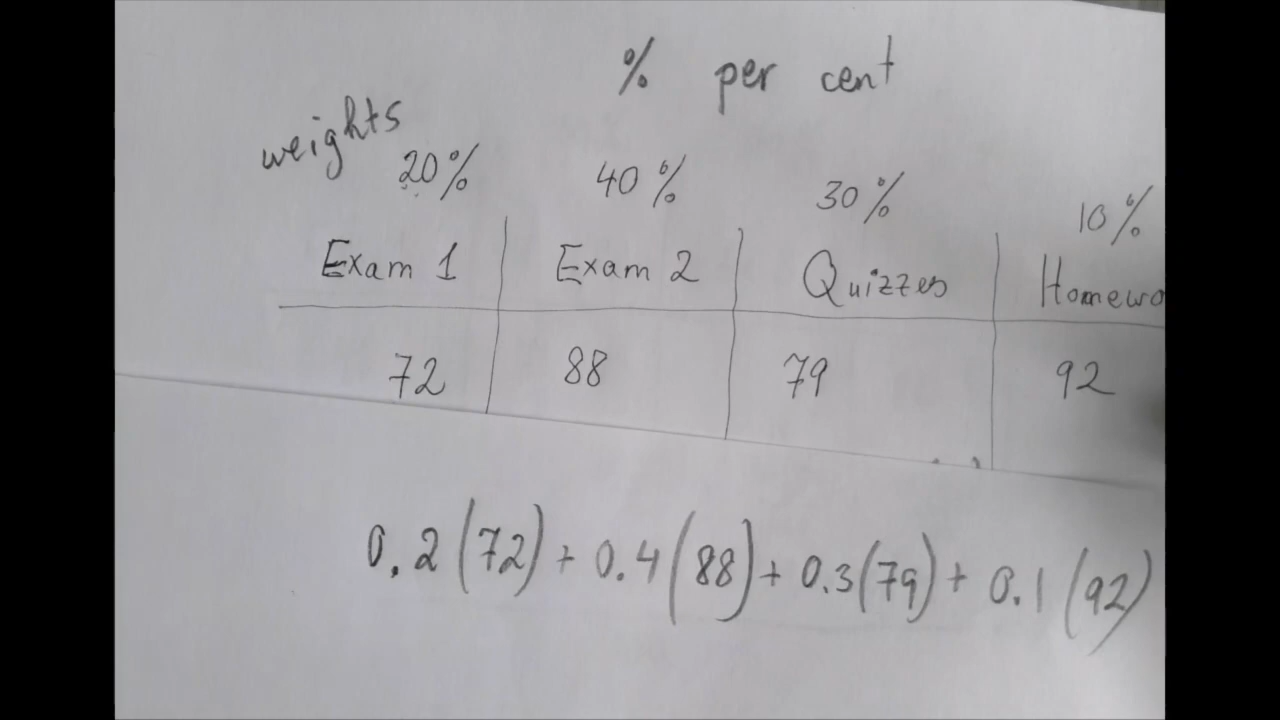 % per cent
weights
20% 40% 30% 10%
Exam 1 Exam 2 Quizzes Homewo
72 88 79 92
0.2(72) + 0.4(88) + 0.3(79) + 0.1(92)